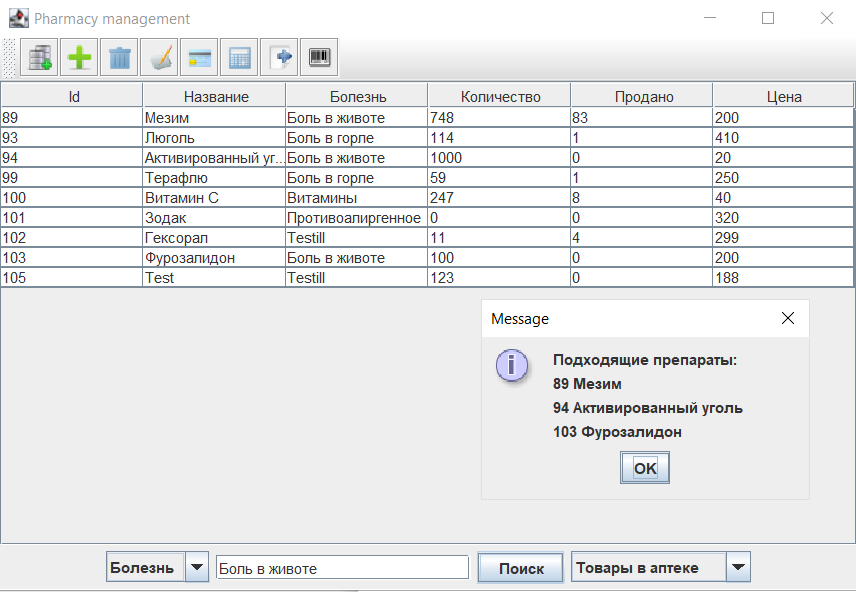 Pharmacy management
Id Название Болезнь Количество Продано Цена
89 Мезим Боль в животе 748 83 200
93 Люголь Боль в горле 114 1 410
94 Активированный уг... Боль в животе 1000 0 20
99 Терафлю Боль в горле 59 1 250
100 Витамин С Витамины 247 8 40
101 Зодак Противоалиргенное 0 0 320
102 Гексорал Testill 11 4 299
103 Фурозалидон Боль в животе 100 0 200
105 Test Testill 123 0 188
Message
Подходящие препараты:
89 Мезим
94 Активированный уголь
103 Фурозалидон
OK
Болезнь Боль в животе Поиск Товары в аптеке